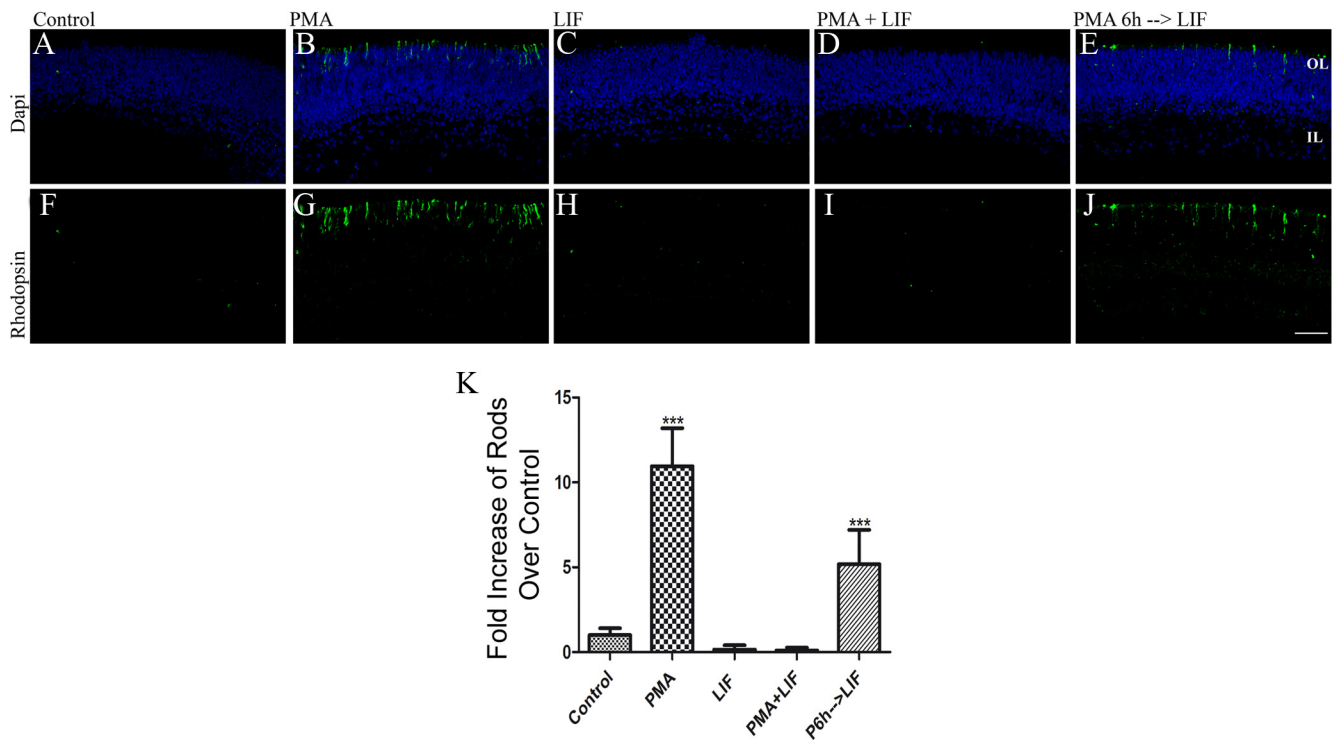 Control
PMA
LIF
PMA + LIF
PMA 6h --> LIF
Dapi
A
B
C
D
E
OL
IL
Rhodopsin
F
G
H
I
J
K
Fold Increase of Rods
Over Control
15
10
5
0
***
***
Control
PMA
LIF
PMA+LIF
P6h-->LIF